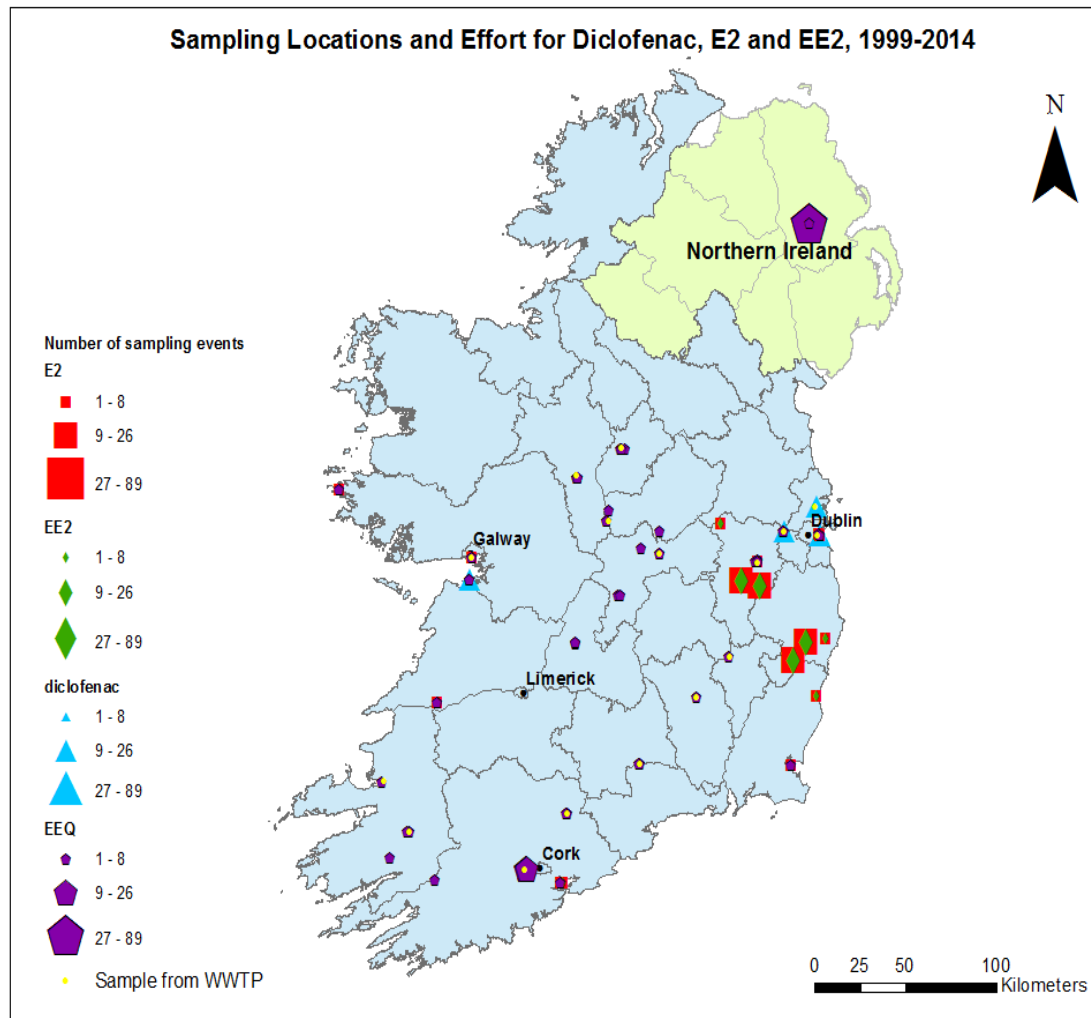 Sampling Locations and Effort for Diclofenac, E2 and EE2, 1999-2014
N
Northern Ireland
Number of sampling events
E2
1 - 8
9 - 26
27 - 89
EE2
1 - 8
9 - 26
27 - 89
diclofenac
1 - 8
9 - 26
27 - 89
EEQ
1 - 8
9 - 26
27 - 89
Sample from WWTP
Dublin
Galway
Limerick
Cork
0 25 50 100
Kilometers